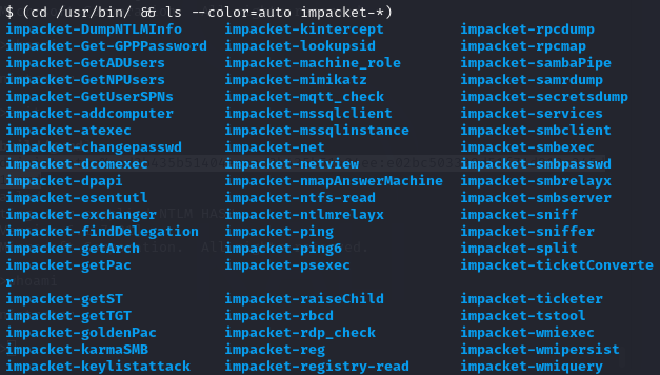 $ (cd /usr/bin/ && ls --color=auto impacket-*)
impacket-DumpNTLMInfo impacket-kintercept impacket-rpcdump
impacket-Get-GPPPassword impacket-lookupsid impacket-rpcmap
impacket-GetADUsers impacket-machine_role impacket-sambaPipe
impacket-GetNPUsers impacket-mimikatz impacket-samrdump
impacket-GetUserSPNs impacket-mqtt_check impacket-secretsdump
impacket-addcomputer impacket-mssqlclient impacket-services
impacket-atexec impacket-mssqlinstance impacket-smbclient
impacket-changepasswd impacket-net impacket-smbexec
impacket-dcomexec impacket-netview impacket-smbpasswd
impacket-dpapi impacket-nmapAnswerMachine impacket-smbrelayx
impacket-esentutl impacket-ntfs-read impacket-smbserver
impacket-exchanger impacket-ntlmrelayx impacket-sniff
impacket-findDelegation impacket-ping impacket-sniffer
impacket-getArch impacket-ping6 impacket-split
impacket-getPac impacket-psexec impacket-ticketConverte
r
impacket-getST impacket-raiseChild impacket-ticketer
impacket-getTGT impacket-rbcd impacket-tstool
impacket-goldenPac impacket-rdp_check impacket-wmiexec
impacket-karmaSMB impacket-reg impacket-wmipersist
impacket-keylistattack impacket-registry-read impacket-wmiquery